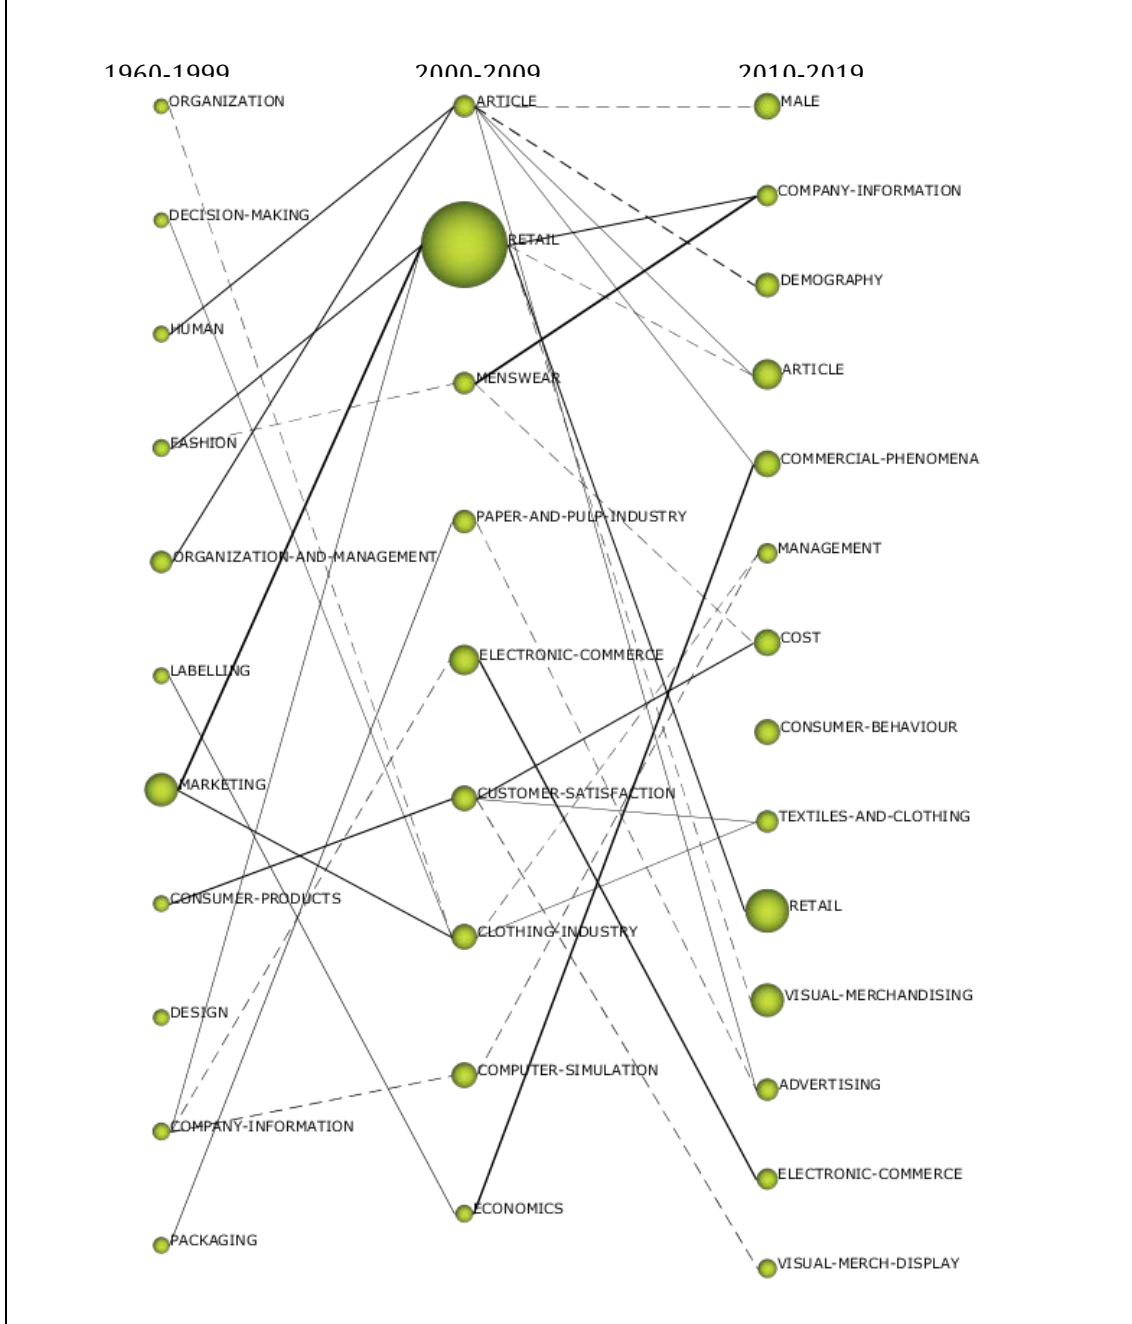 1960-1999 2000-2009 2010-2019
ORGANIZATION
DECISION-MAKING
HUMAN
FASHION
ORGANIZATION-AND-MANAGEMENT
LABELLING
MARKETING
CONSUMER-PRODUCTS
DESIGN
COMPANY-INFORMATION
PACKAGING
ARTICLE
RETAIL
MENSWEAR
PAPER-AND-PULP-INDUSTRY
ELECTRONIC-COMMERCE
CUSTOMER-SATISFACTION
CLOTHING-INDUSTRY
COMPUTER-SIMULATION
ECONOMICS
MALE
COMPANY-INFORMATION
DEMOGRAPHY
ARTICLE
COMMERCIAL-PHENOMENA
MANAGEMENT
COST
CONSUMER-BEHAVIOUR
TEXTILES-AND-CLOTHING
RETAIL
VISUAL-MERCHANDISING
ADVERTISING
ELECTRONIC-COMMERCE
VISUAL-MERCH-DISPLAY